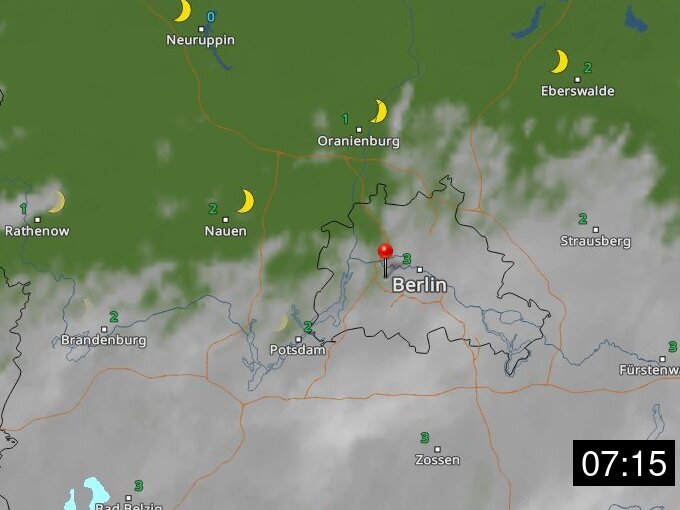 0
Neuruppin
2
Eberswalde
1
Oranienburg
1
Rathenow
2
Nauen
2
Strausberg
3
Berlin
2
Brandenburg
2
Potsdam
3
Fürstenwa
3
Zossen
07:15
3
Bad Belzig